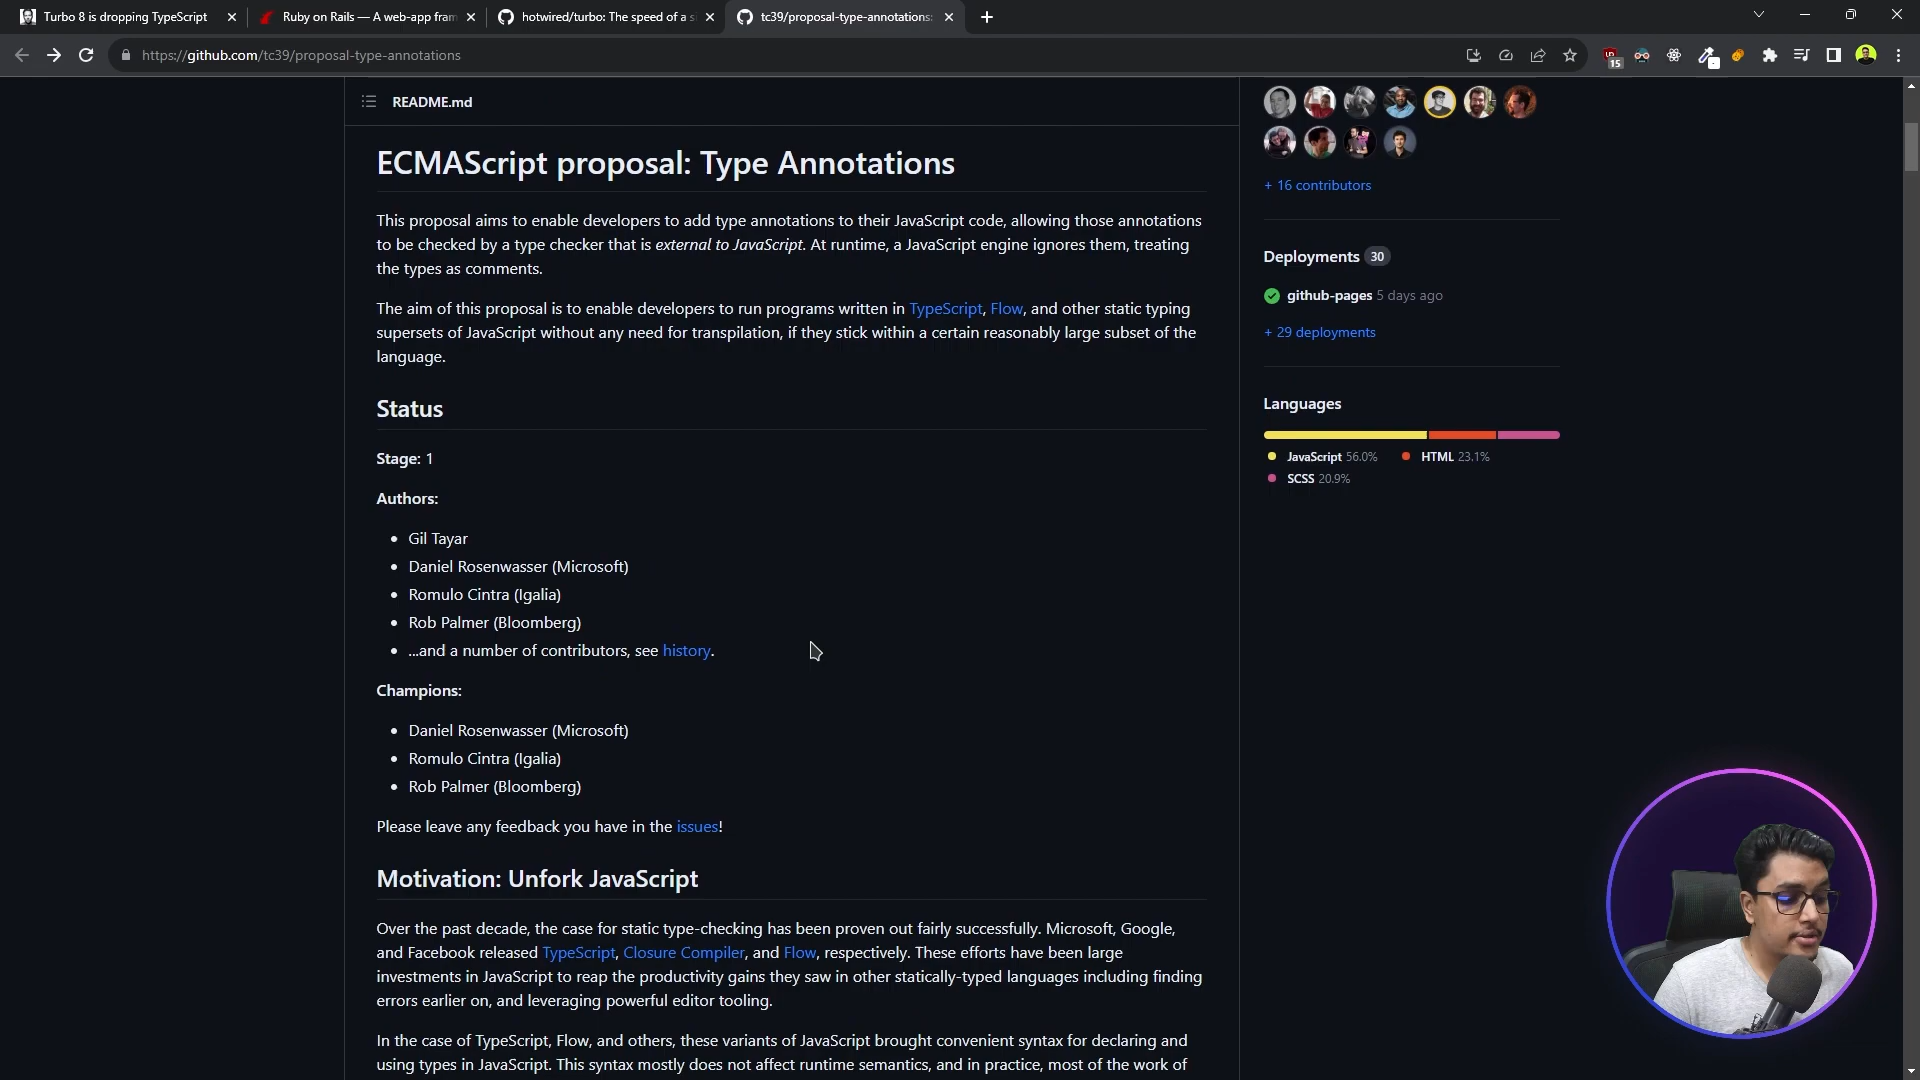 Turbo 8 is dropping TypeScript
Ruby on Rails — A web-app fram
hotwired/turbo: The speed of a si
tc39/proposal-type-annotations:
https://github.com/tc39/proposal-type-annotations
15
README.md
ECMAScript proposal: Type Annotations
This proposal aims to enable developers to add type annotations to their JavaScript code, allowing those annotations
to be checked by a type checker that is external to JavaScript. At runtime, a JavaScript engine ignores them, treating
the types as comments.
The aim of this proposal is to enable developers to run programs written in TypeScript, Flow, and other static typing
supersets of JavaScript without any need for transpilation, if they stick within a certain reasonably large subset of the
language.
Status
Stage: 1
Authors:
• Gil Tayar
• Daniel Rosenwasser (Microsoft)
• Romulo Cintra (Igalia)
• Rob Palmer (Bloomberg)
• ...and a number of contributors, see history.
Champions:
• Daniel Rosenwasser (Microsoft)
• Romulo Cintra (Igalia)
• Rob Palmer (Bloomberg)
Please leave any feedback you have in the issues!
Motivation: Unfork JavaScript
Over the past decade, the case for static type-checking has been proven out fairly successfully. Microsoft, Google,
and Facebook released TypeScript, Closure Compiler, and Flow, respectively. These efforts have been large
investments in JavaScript to reap the productivity gains they saw in other statically-typed languages including finding
errors earlier on, and leveraging powerful editor tooling.
In the case of TypeScript, Flow, and others, these variants of JavaScript brought convenient syntax for declaring and
using types in JavaScript. This syntax mostly does not affect runtime semantics, and in practice, most of the work of
+ 16 contributors
Deployments 30
github-pages 5 days ago
+ 29 deployments
Languages
JavaScript 56.0%
HTML 23.1%
SCSS 20.9%